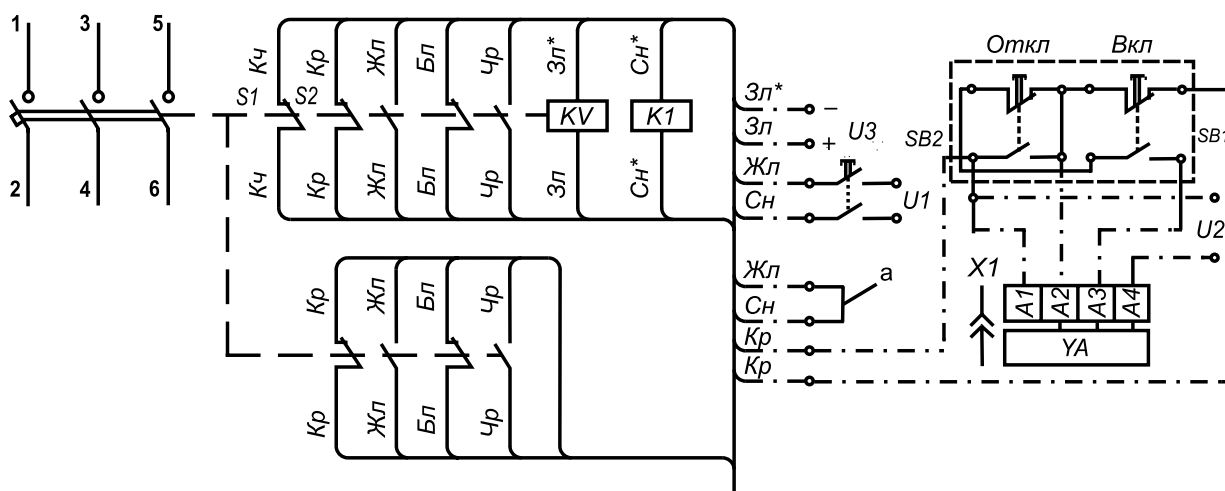 1 3 5
2 4 6
S1 S2
Кч Кр Жл Бл Чр Зл* Сн*
KV K1
Кч Кр Жл Бл Чр Зл Сн*
Кр Жл Бл Чр
Кр Жл Бл Чр
Зл* –
Зл + U3
Жл
Сн U1
Жл a
Сн
Кр
Кр
Откл Вкл
SB2 SB1
U2
X1
A1 A2 A3 A4
YA